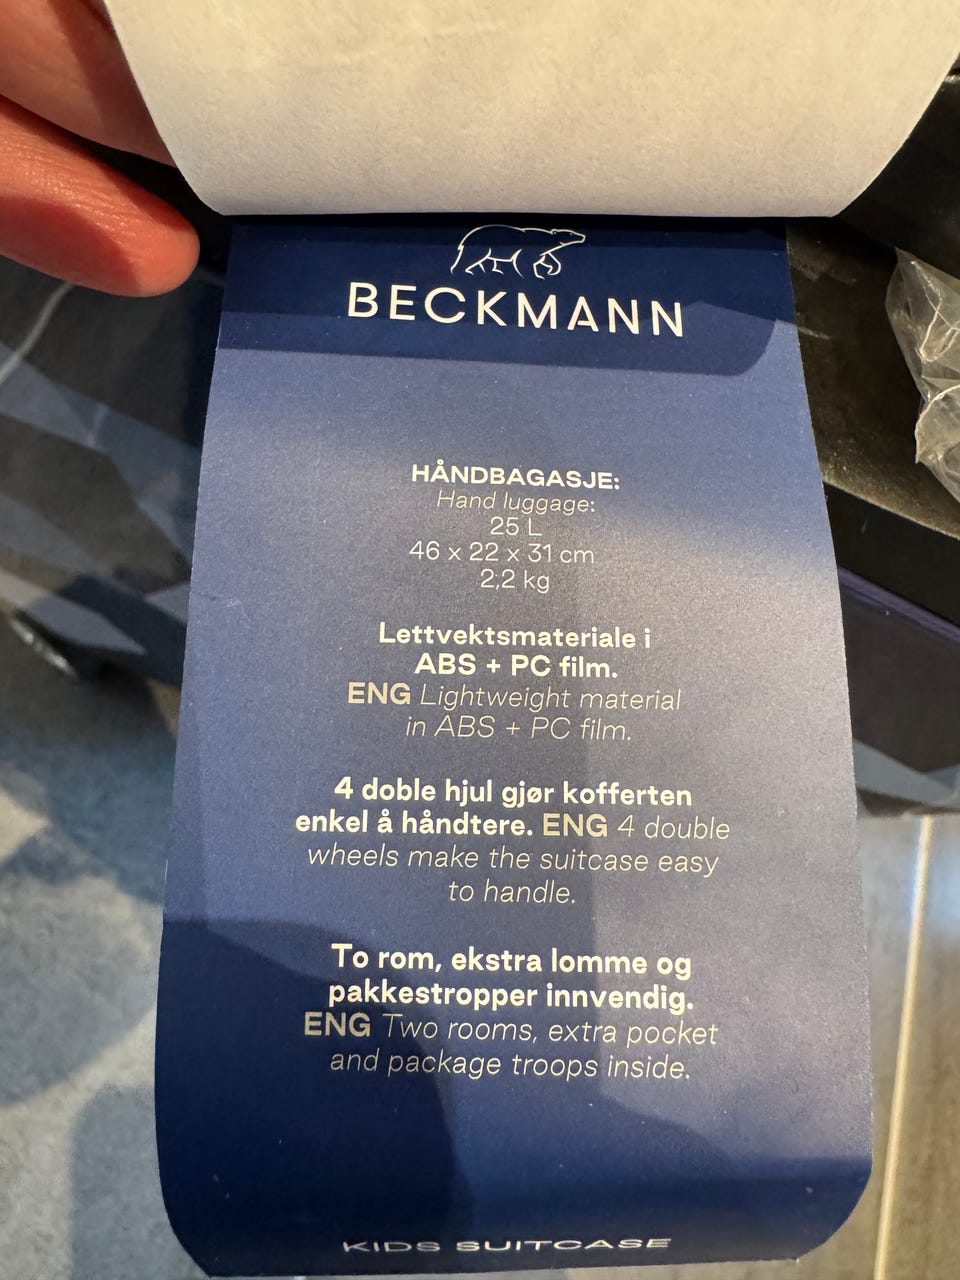 BECKMANN
HÅNDBAGASJE:
Hand luggage:
25 L
46 x 22 x 31 cm
2,2 kg
Lettvektsmateriale i
ABS + PC film.
ENG Lightweight material
in ABS + PC film.
4 doble hjul gjør kofferten
enkel å håndtere. ENG 4 double
wheels make the suitcase easy
to handle.
To rom, ekstra lomme og
pakkestropper innvendig.
ENG Two rooms, extra pocket
and package troops inside.
KIDS SUITCASE